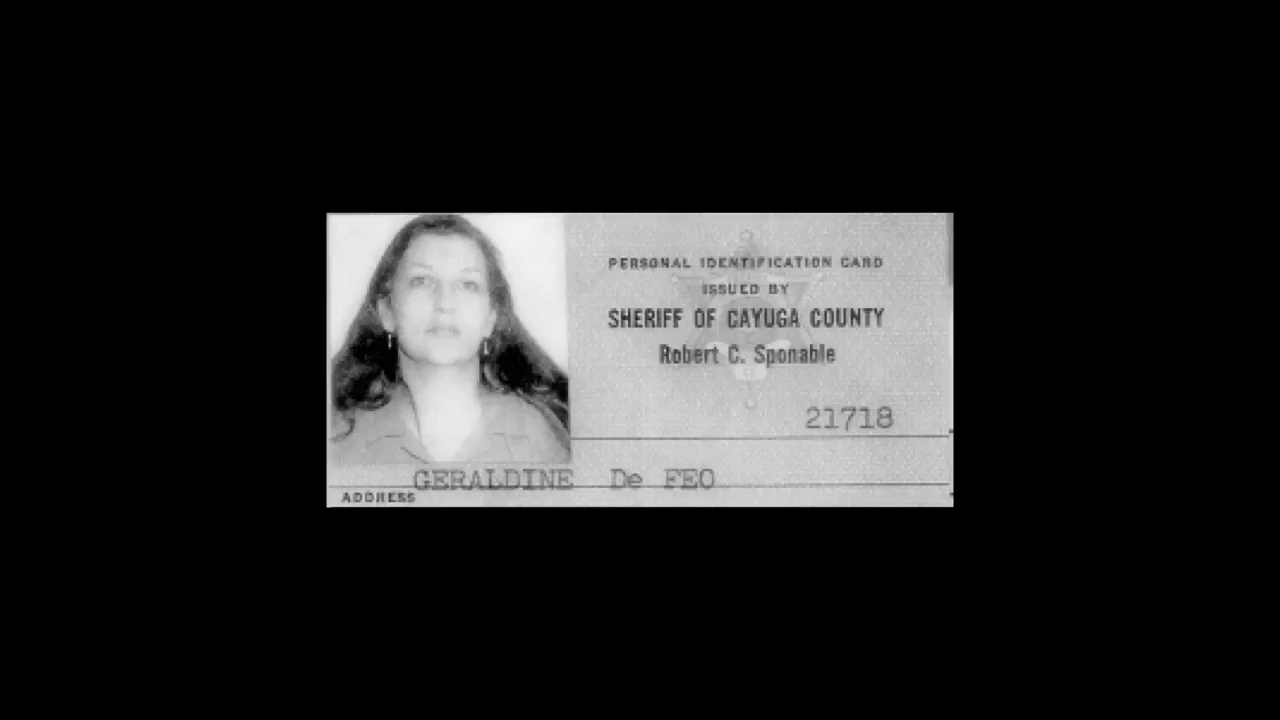 PERSONAL IDENTIFICATION CARD
ISSUED BY
SHERIFF OF CAYUGA COUNTY
Robert C. Sponable
21718
GERALDINE De FEO
ADDRESS